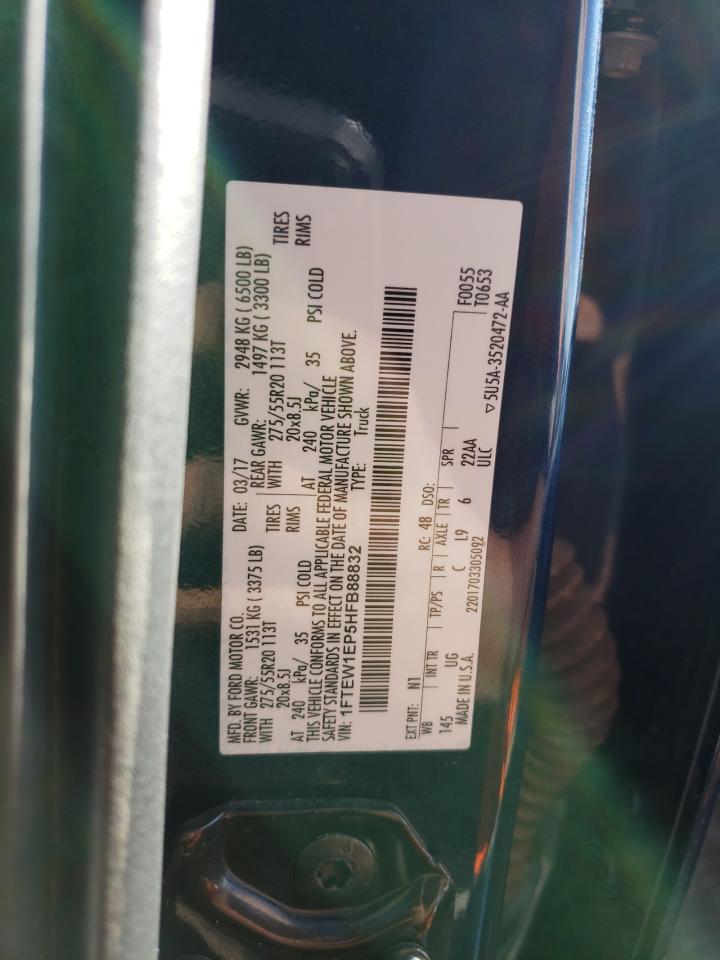 MFD. BY FORD MOTOR CO.
DATE: 03/17 GVWR: 2948 KG ( 6500 LB)
FRONT GAWR: 1531 KG ( 3375 LB) REAR GAWR: 1497 KG ( 3300 LB)
WITH 275/55R20 113T TIRES WITH 275/55R20 113T TIRES
20x8.5J RIMS 20x8.5J RIMS
AT 240 kPa/ 35 PSI COLD AT 240 kPa/ 35 PSI COLD
THIS VEHICLE CONFORMS TO ALL APPLICABLE FEDERAL MOTOR VEHICLE
SAFETY STANDARDS IN EFFECT ON THE DATE OF MANUFACTURE SHOWN ABOVE.
VIN: 1FTEW1EP5HFB88832 TYPE: Truck
EXT PNT: N1 RC: 48 DSO: F0055
WB INT TR TP/PS R AXLE TR SPR T0653
145 UG C L9 6 22AA
MADE IN U.S.A. 2201703305092 ULC ▽5U5A-3520472-AA